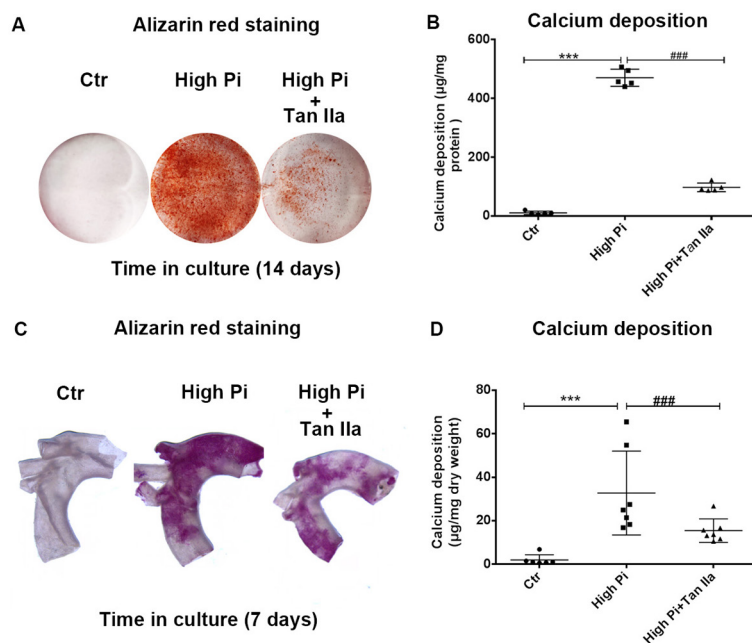 A
Alizarin red staining
Ctr
High Pi
High Pi
+
Tan IIa
Time in culture (14 days)
B
Calcium deposition
Calcium deposition (µg/mg
protein )
600
400
200
0
***
###
Ctr
High Pi
High Pi+Tan IIa
C
Alizarin red staining
Ctr
High Pi
High Pi
+
Tan IIa
Time in culture (7 days)
D
Calcium deposition
Calcium deposition
(µg/mg dry weight)
80
60
40
20
0
***
###
Ctr
High Pi
High Pi+Tan IIa